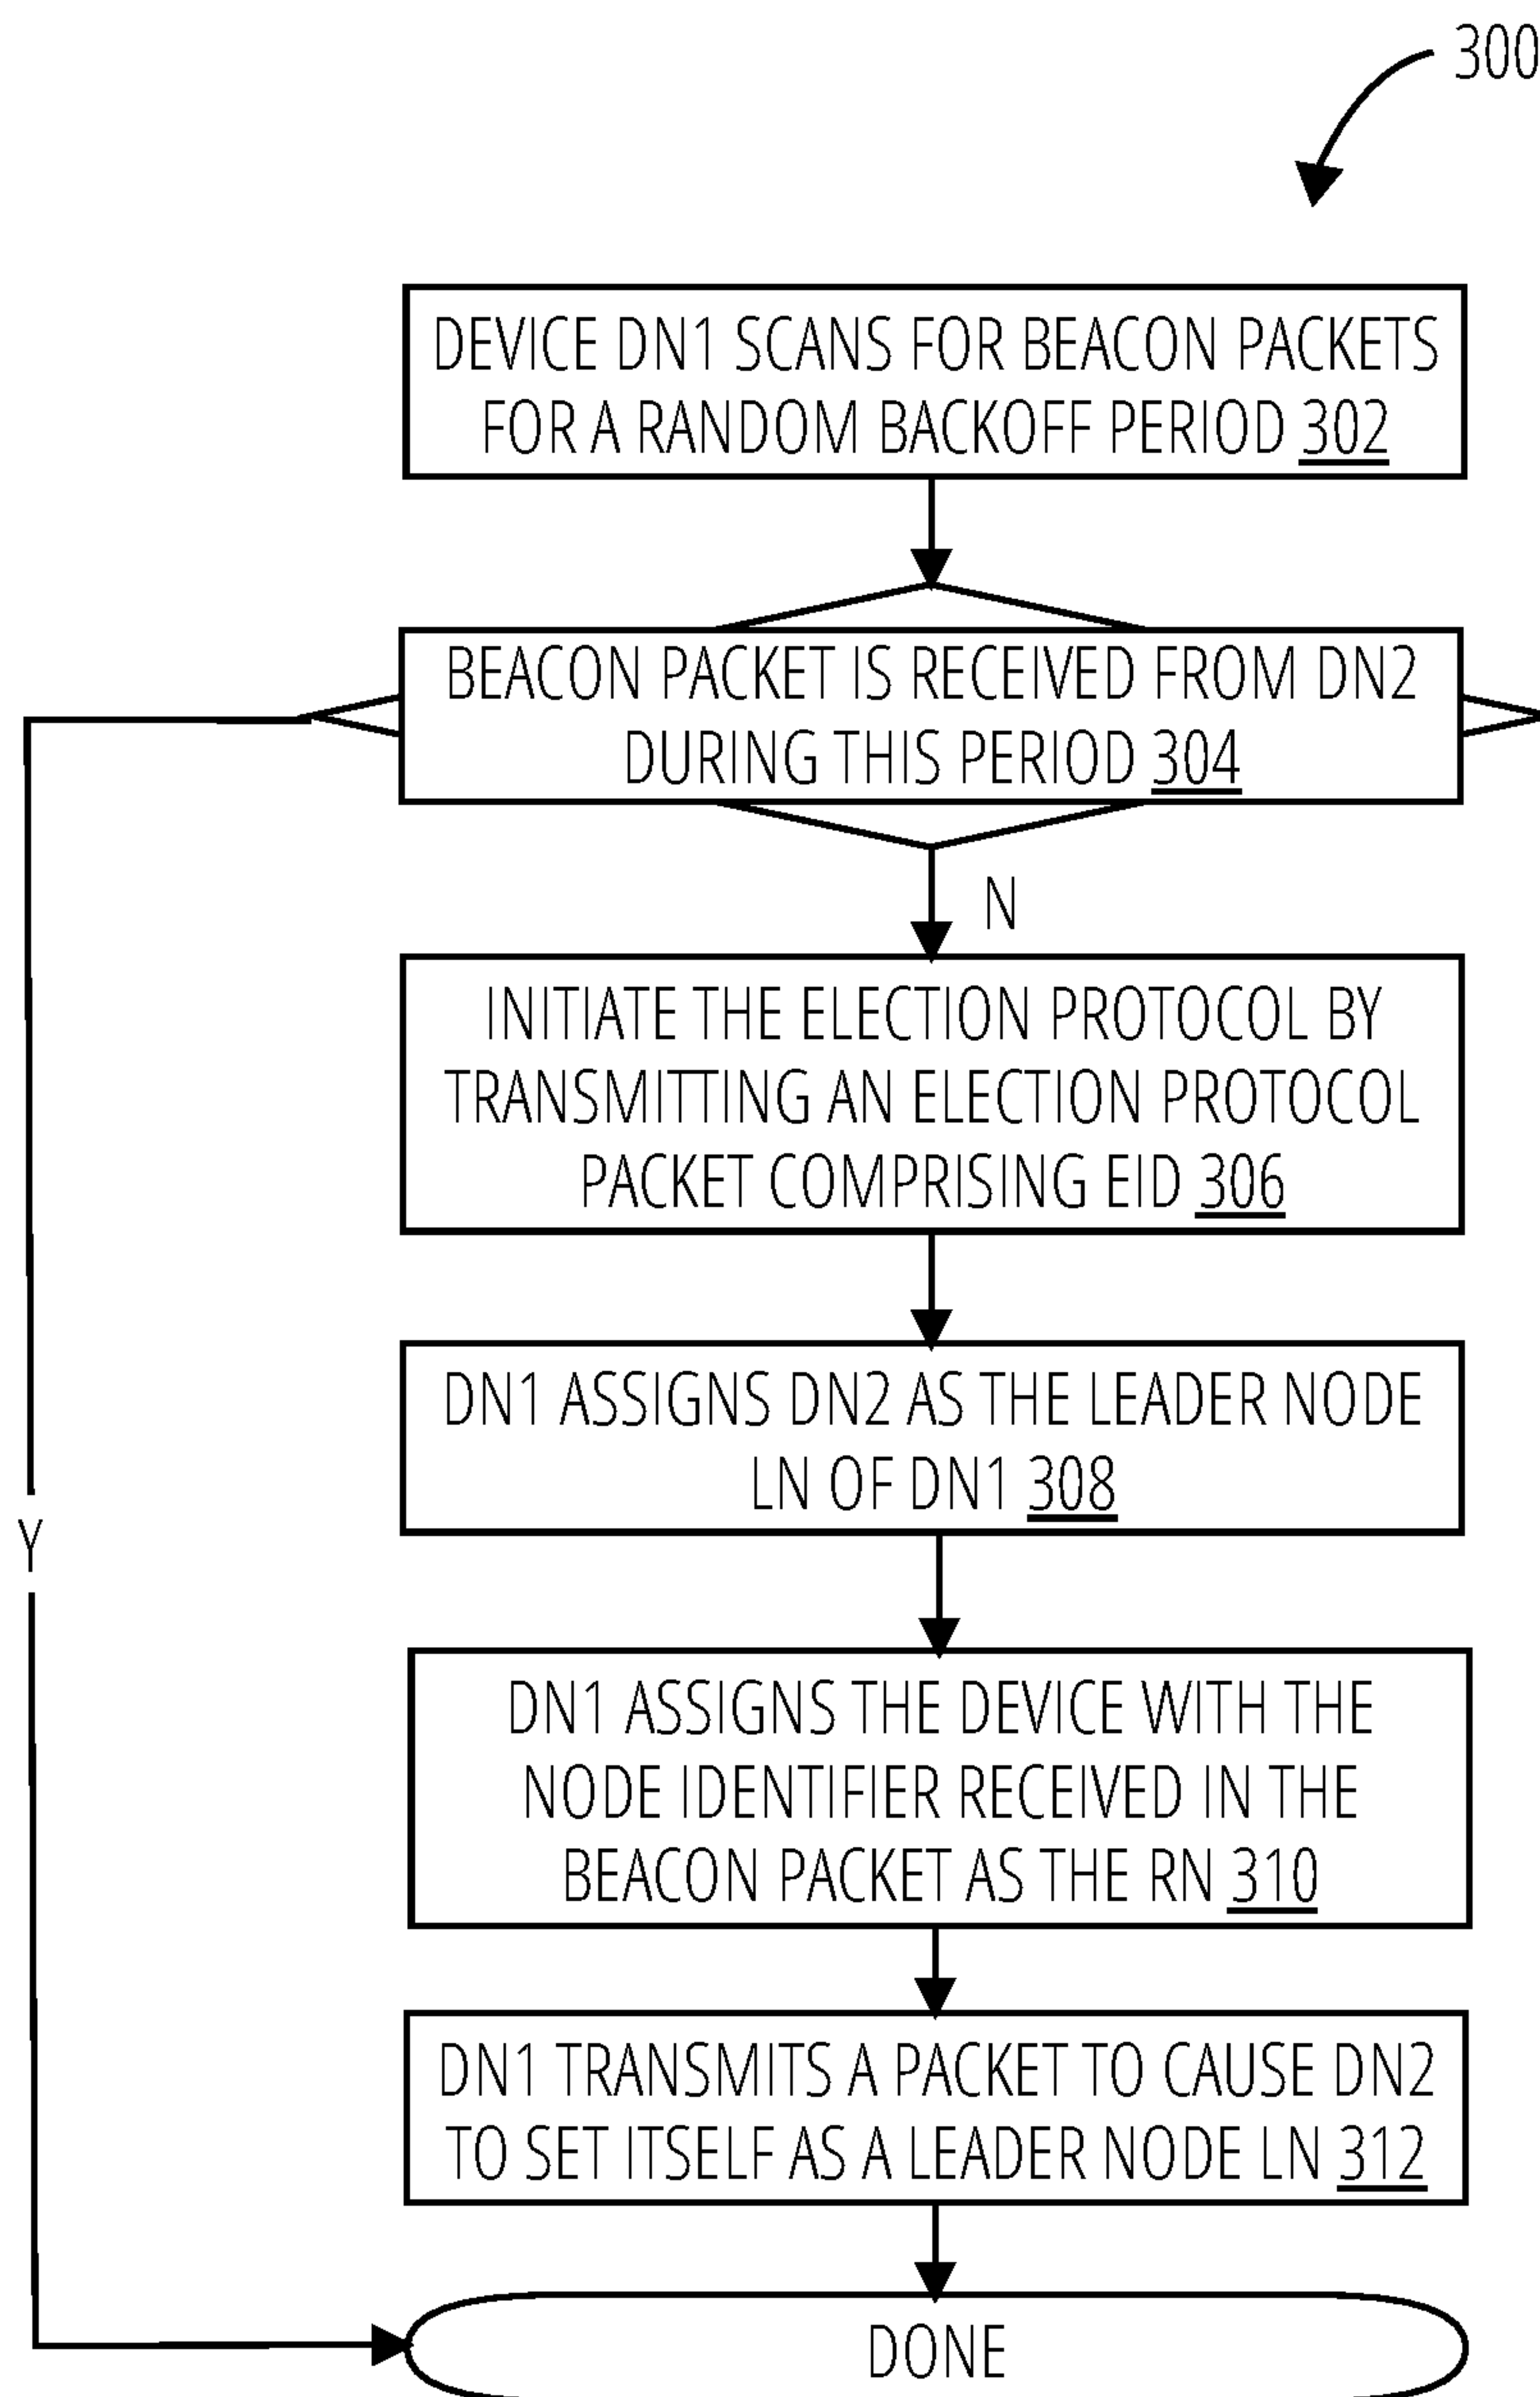 300
DEVICE DN1 SCANS FOR BEACON PACKETS
FOR A RANDOM BACKOFF PERIOD 302
BEACON PACKET IS RECEIVED FROM DN2
DURING THIS PERIOD 304
N
INITIATE THE ELECTION PROTOCOL BY
TRANSMITTING AN ELECTION PROTOCOL
PACKET COMPRISING EID 306
DN1 ASSIGNS DN2 AS THE LEADER NODE
LN OF DN1 308
Y
DN1 ASSIGNS THE DEVICE WITH THE
NODE IDENTIFIER RECEIVED IN THE
BEACON PACKET AS THE RN 310
DN1 TRANSMITS A PACKET TO CAUSE DN2
TO SET ITSELF AS A LEADER NODE LN 312
DONE